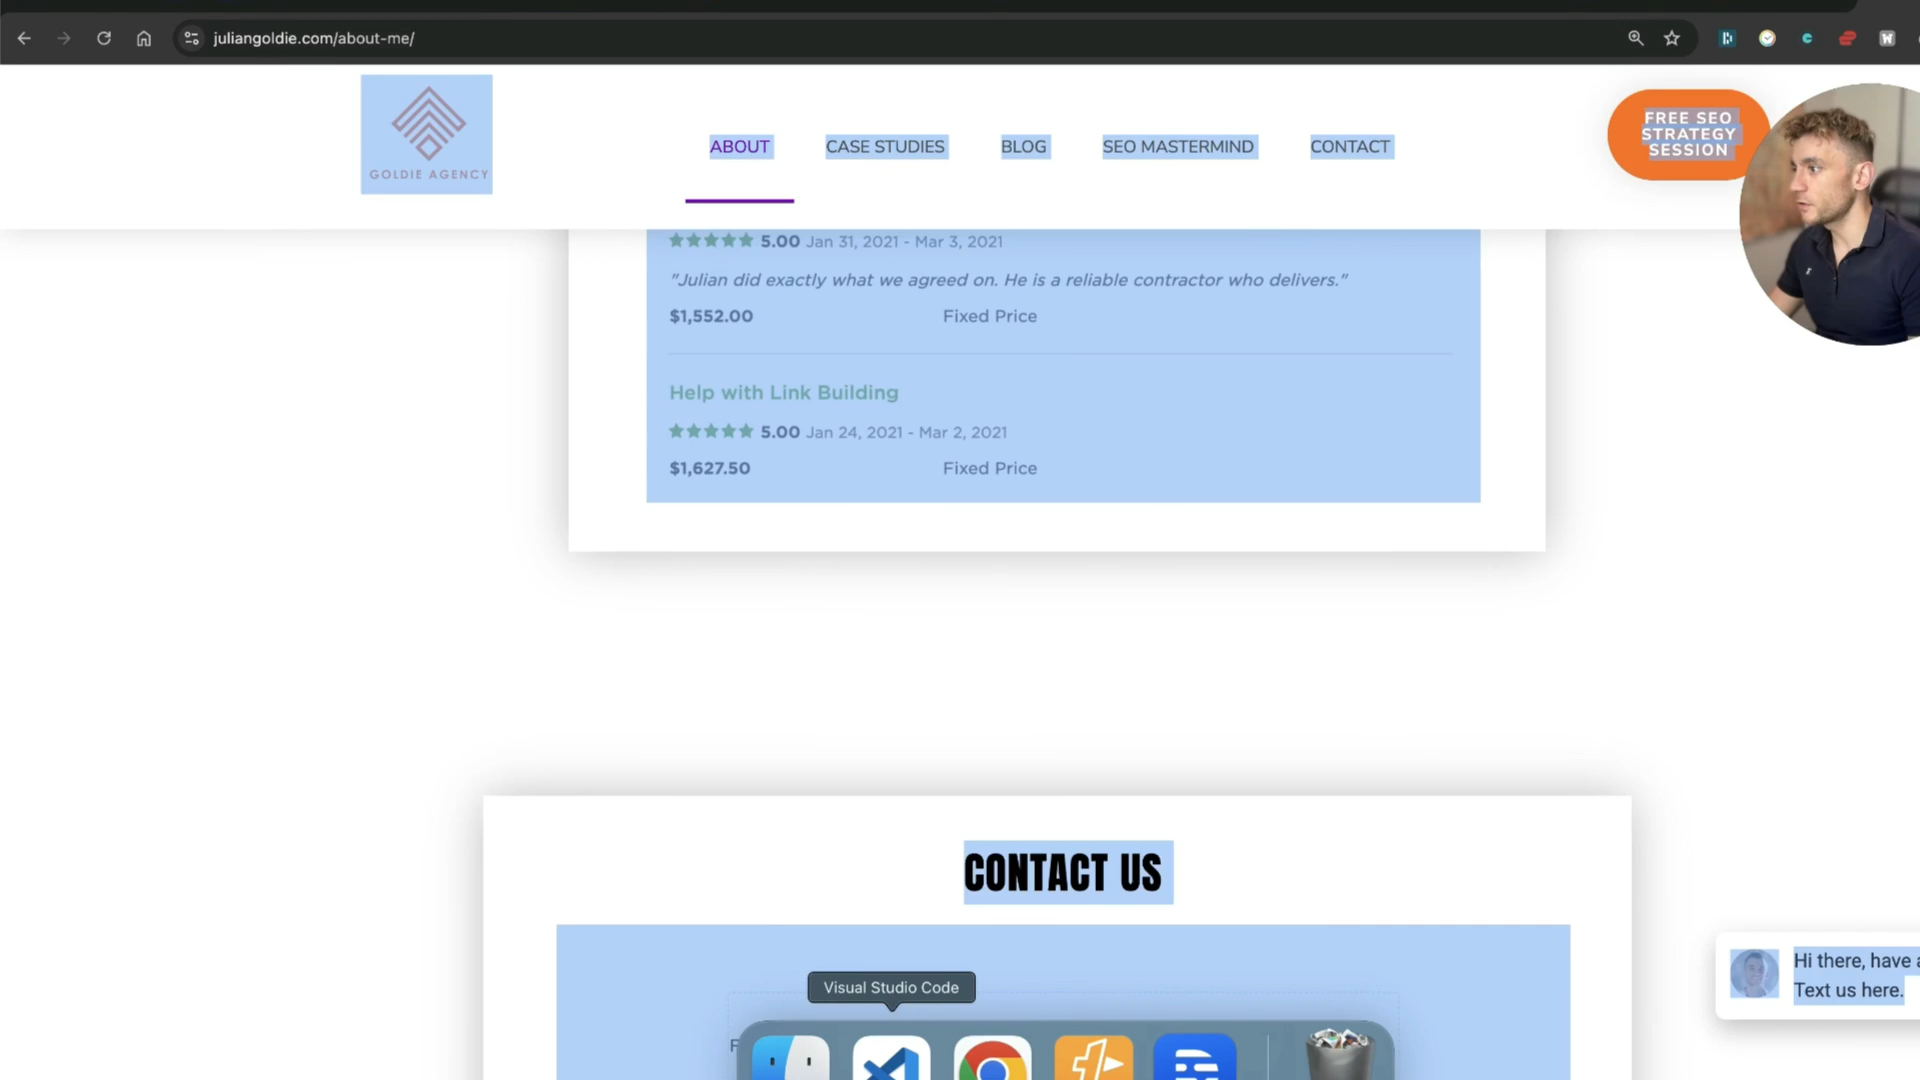 juliangoldie.com/about-me/
GOLDIE AGENCY
ABOUT
CASE STUDIES
BLOG
SEO MASTERMIND
CONTACT
FREE SEO
STRATEGY
SESSION
5.00 Jan 31, 2021 - Mar 3, 2021
"Julian did exactly what we agreed on. He is a reliable contractor who delivers."
$1,552.00 Fixed Price
Help with Link Building
5.00 Jan 24, 2021 - Mar 2, 2021
$1,627.50 Fixed Price
CONTACT US
Hi there, have a
Text us here.
Visual Studio Code
F